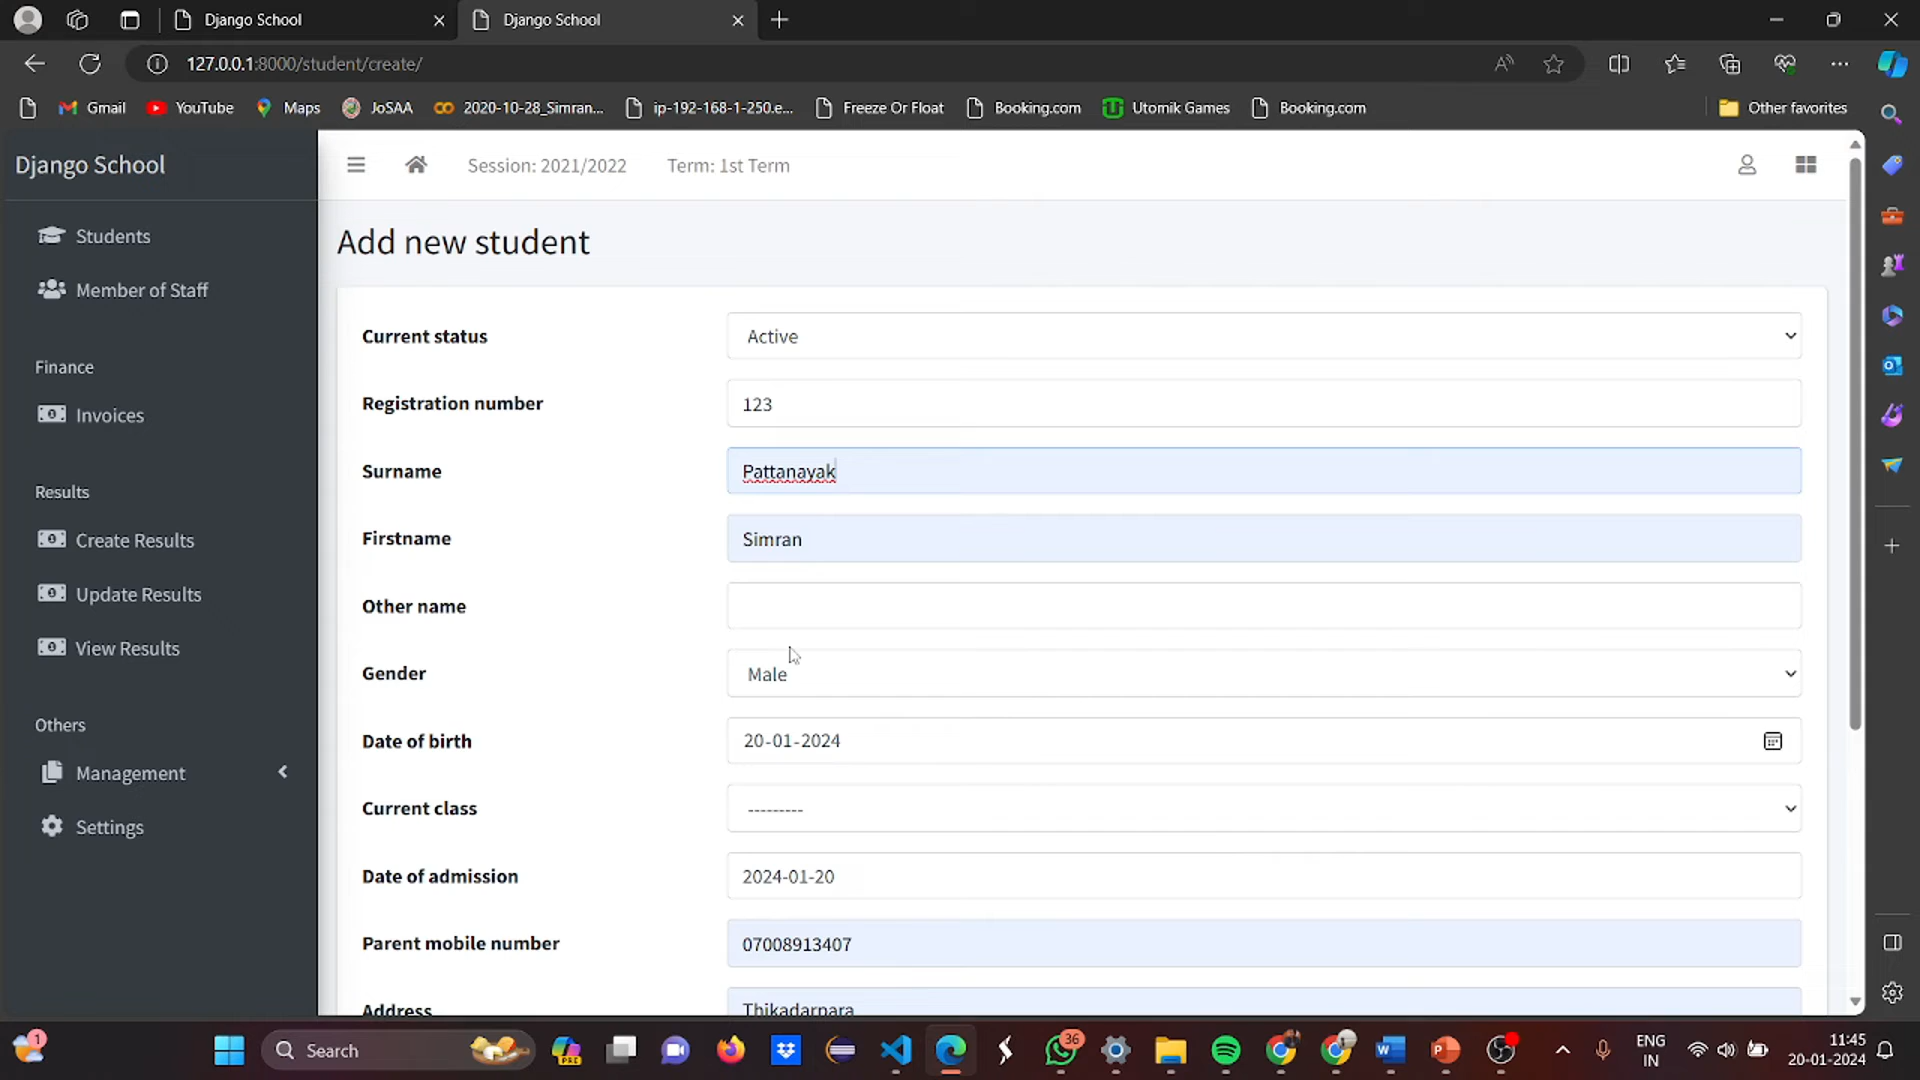 Django School
Django School
127.0.0.1:8000/student/create/
Gmail
YouTube
Maps
JoSAA
2020-10-28_Simran...
ip-192-168-1-250.e...
Freeze Or Float
Booking.com
Utomik Games
Booking.com
Other favorites
Django School
Session: 2021/2022
Term: 1st Term
Students
Member of Staff
Finance
Invoices
Results
Create Results
Update Results
View Results
Others
Management
Settings
Add new student
Current status
Active
Registration number
123
Surname
Pattanayak
Firstname
Simran
Other name
Gender
Male
Date of birth
20-01-2024
Current class
---------
Date of admission
2024-01-20
Parent mobile number
07008913407
Address
Thikadarpara
1
Search
PRE
36
ENG
IN
11:45
20-01-2024